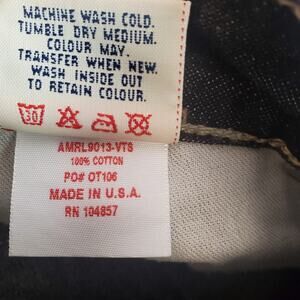 MACHINE WASH COLD.
TUMBLE DRY MEDIUM.
COLOUR MAY.
TRANSFER WHEN NEW.
WASH INSIDE OUT
TO RETAIN COLOUR.
30
AMRL9013-VTS
100% COTTON
PO# OT106
MADE IN U.S.A.
RN 104857